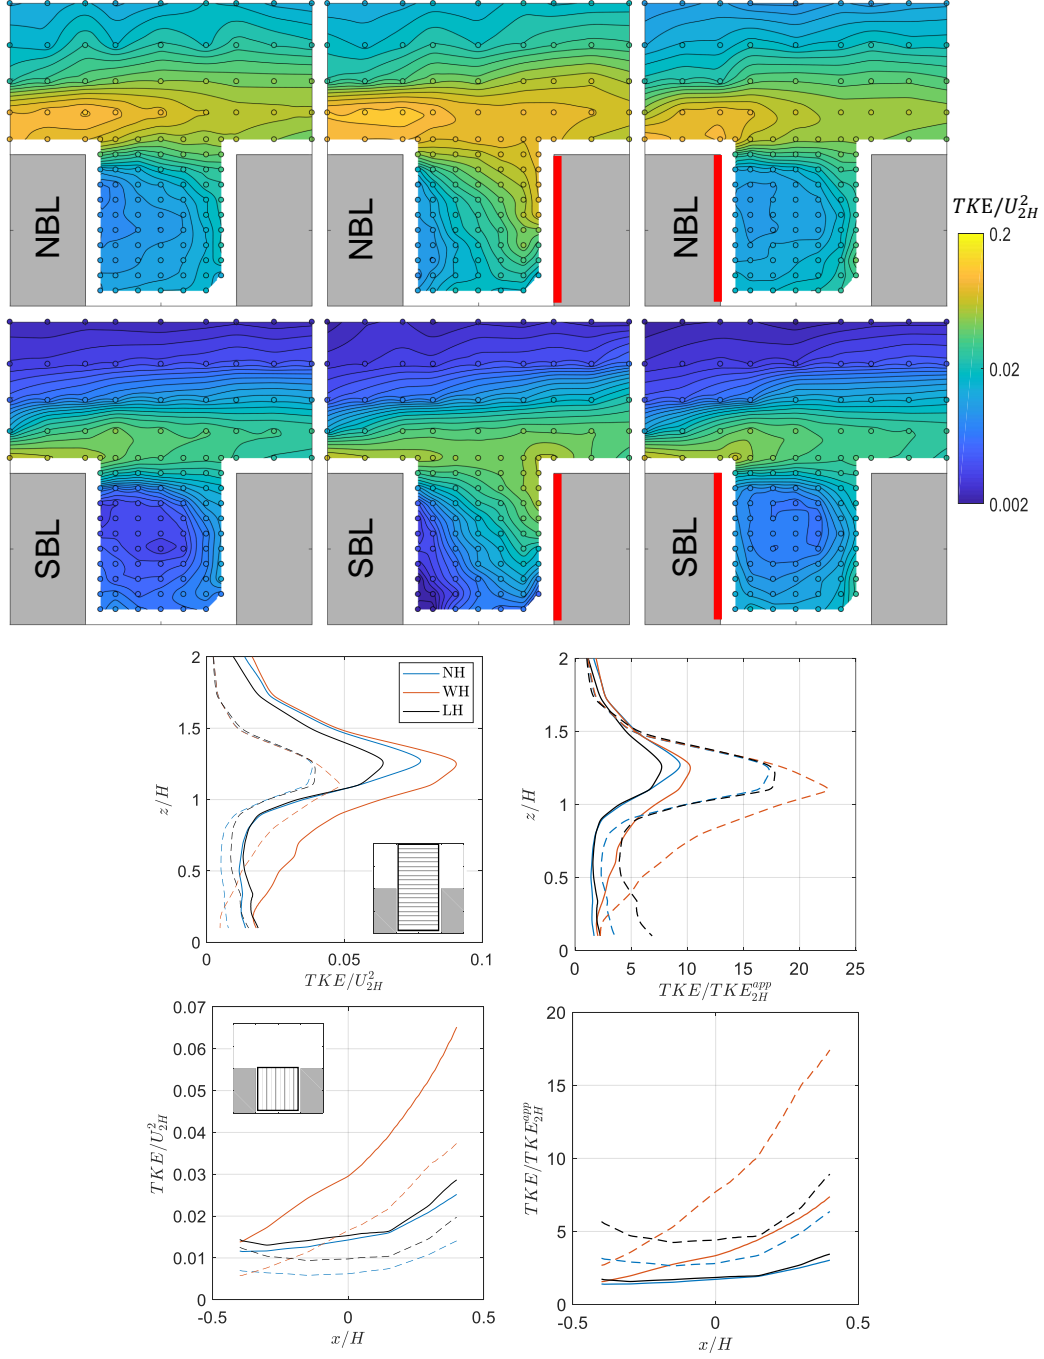 NBL
NBL
NBL
TKE/U²₂H
0.2
0.02
0.002
SBL
SBL
SBL
2
1.5
1
0.5
0
z/H
NH
WH
LH
0
0.05
0.1
TKE/U²₂H
2
1.5
1
0.5
0
z/H
0
5
10
15
20
25
TKE/TKE^app_2H
0.07
0.06
0.05
0.04
0.03
0.02
0.01
0
TKE/U²₂H
-0.5
0
0.5
x/H
20
15
10
5
0
TKE/TKE^app_2H
-0.5
0
0.5
x/H